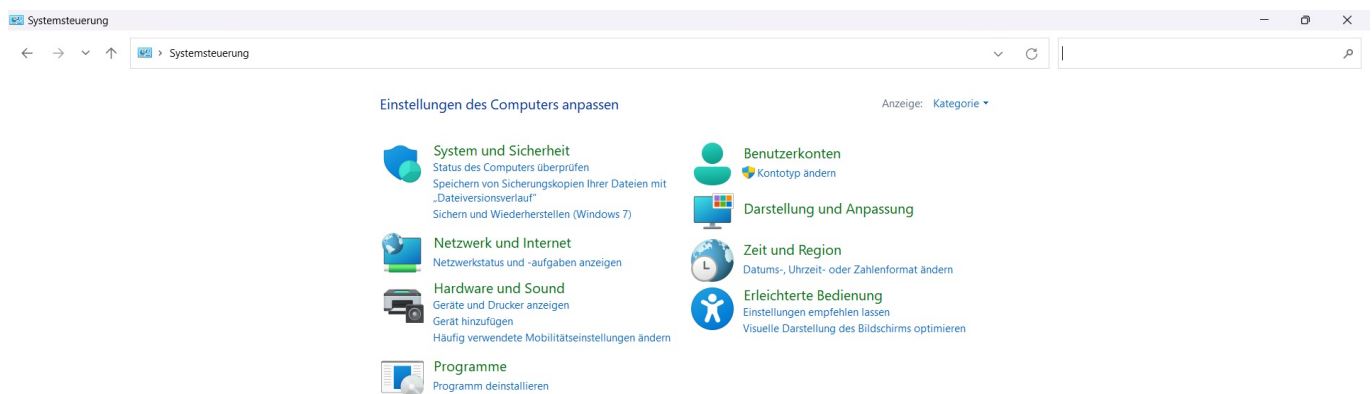 Systemsteuerung
Systemsteuerung
Einstellungen des Computers anpassen
Anzeige: Kategorie
System und Sicherheit
Status des Computers überprüfen
Speichern von Sicherungskopien Ihrer Dateien mit
„Dateiversionsverlauf“
Sichern und Wiederherstellen (Windows 7)
Netzwerk und Internet
Netzwerkstatus und -aufgaben anzeigen
Hardware und Sound
Geräte und Drucker anzeigen
Gerät hinzufügen
Häufig verwendete Mobilitätseinstellungen ändern
Programme
Programm deinstallieren
Benutzerkonten
Kontotyp ändern
Darstellung und Anpassung
Zeit und Region
Datums-, Uhrzeit- oder Zahlenformat ändern
Erleichterte Bedienung
Einstellungen empfehlen lassen
Visuelle Darstellung des Bildschirms optimieren